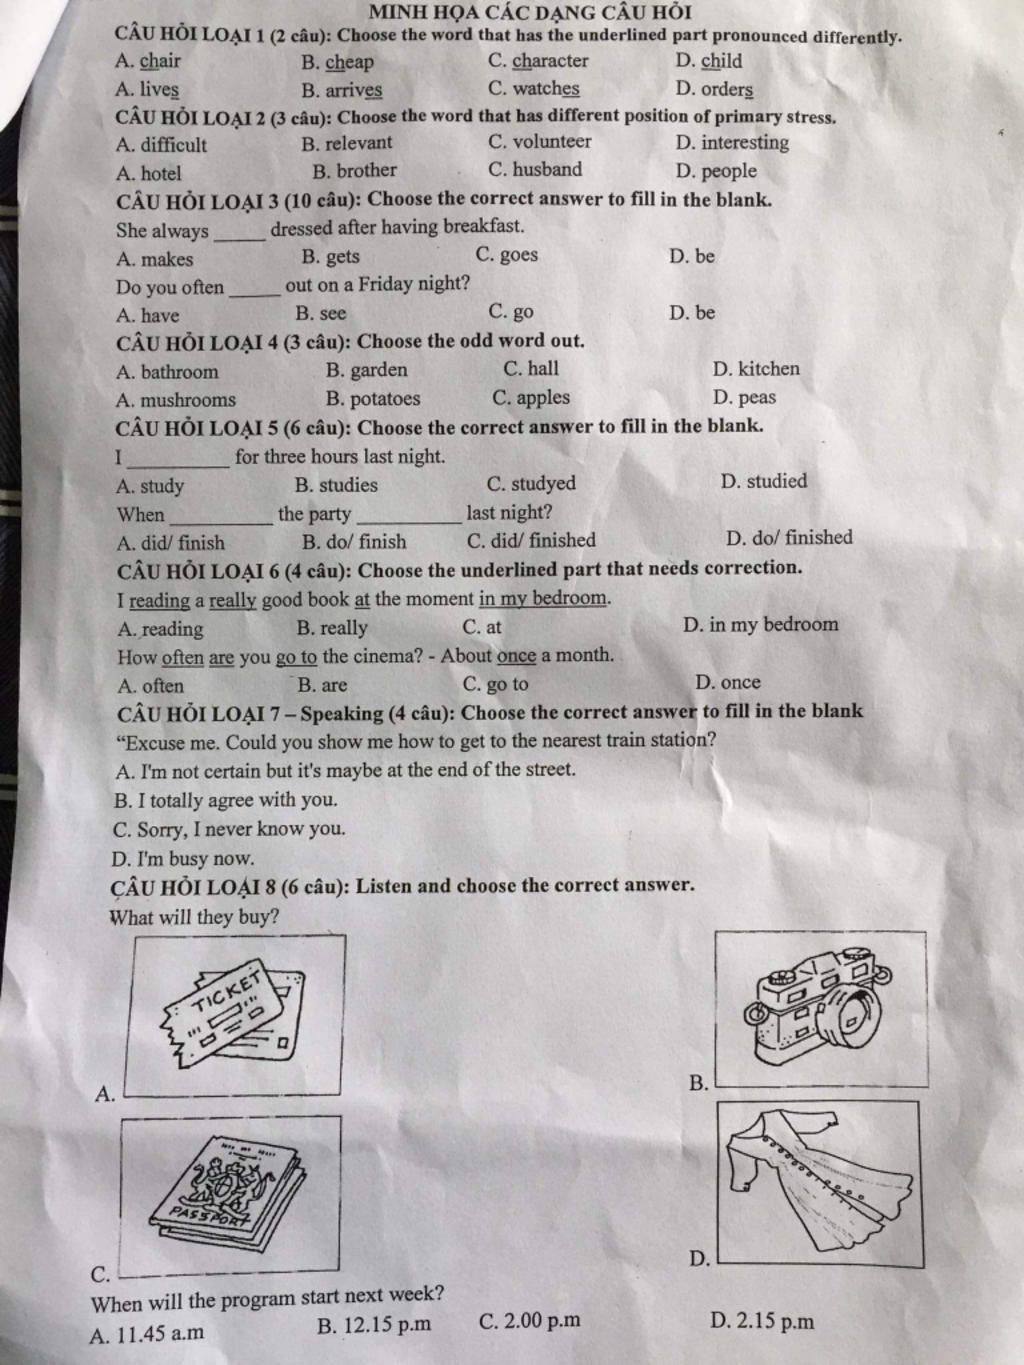 MINH HỌA CÁC DẠNG CÂU HỎI
CÂU HỎI LOẠI 1 (2 câu): Choose the word that has the underlined part pronounced differently.
A. chair B. cheap C. character D. child
A. lives B. arrives C. watches D. orders
CÂU HỎI LOẠI 2 (3 câu): Choose the word that has different position of primary stress.
A. difficult B. relevant C. volunteer D. interesting
A. hotel B. brother C. husband D. people
CÂU HỎI LOẠI 3 (10 câu): Choose the correct answer to fill in the blank.
She always _____ dressed after having breakfast.
A. makes B. gets C. goes D. be
Do you often _____ out on a Friday night?
A. have B. see C. go D. be
CÂU HỎI LOẠI 4 (3 câu): Choose the odd word out.
A. bathroom B. garden C. hall D. kitchen
A. mushrooms B. potatoes C. apples D. peas
CÂU HỎI LOẠI 5 (6 câu): Choose the correct answer to fill in the blank.
I __________ for three hours last night.
A. study B. studies C. studyed D. studied
When __________ the party __________ last night?
A. did/ finish B. do/ finish C. did/ finished D. do/ finished
CÂU HỎI LOẠI 6 (4 câu): Choose the underlined part that needs correction.
I reading a really good book at the moment in my bedroom.
A. reading B. really C. at D. in my bedroom
How often are you go to the cinema? - About once a month.
A. often B. are C. go to D. once
CÂU HỎI LOẠI 7 – Speaking (4 câu): Choose the correct answer to fill in the blank
“Excuse me. Could you show me how to get to the nearest train station?
A. I'm not certain but it's maybe at the end of the street.
B. I totally agree with you.
C. Sorry, I never know you.
D. I'm busy now.
CÂU HỎI LOẠI 8 (6 câu): Listen and choose the correct answer.
What will they buy?
TICKET
A. B.
PASSPORT
C. D.
When will the program start next week?
A. 11.45 a.m B. 12.15 p.m C. 2.00 p.m D. 2.15 p.m